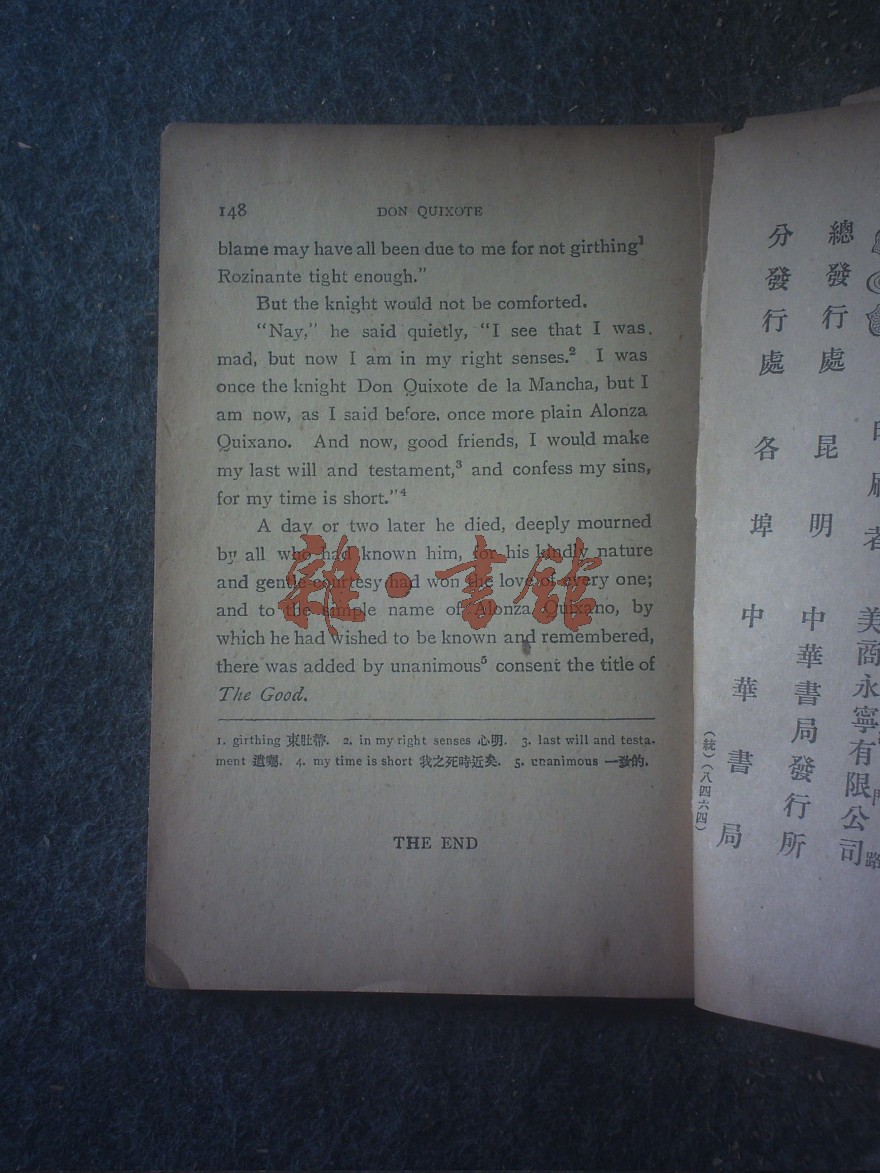 148
DON QUIXOTE
blame may have all been due to me for not girthing¹
Rozinante tight enough."
But the knight would not be comforted.
"Nay," he said quietly, "I see that I was
mad, but now I am in my right senses.² I was
once the knight Don Quixote de la Mancha, but I
am now, as I said before, once more plain Alonza
Quixano. And now, good friends, I would make
my last will and testament,³ and confess my sins,
for my time is short."⁴
A day or two later he died, deeply mourned
by all who had known him, for his kindly nature
and gentle courtesy had won the love of every one;
and to the simple name of Alonza Quixano, by
which he had wished to be known and remembered,
there was added by unanimous⁵ consent the title of
The Good.
1. girthing 束肚帶. 2. in my right senses 心明. 3. last will and testa-
ment 遺囑. 4. my time is short 我之死時近矣. 5. unanimous 一致的.
THE END
雜·書館
者 美商永寧有限公司
總發行處 昆明 中華書局發行所
分發行處 各埠 中華書局
(統)(八四六四)